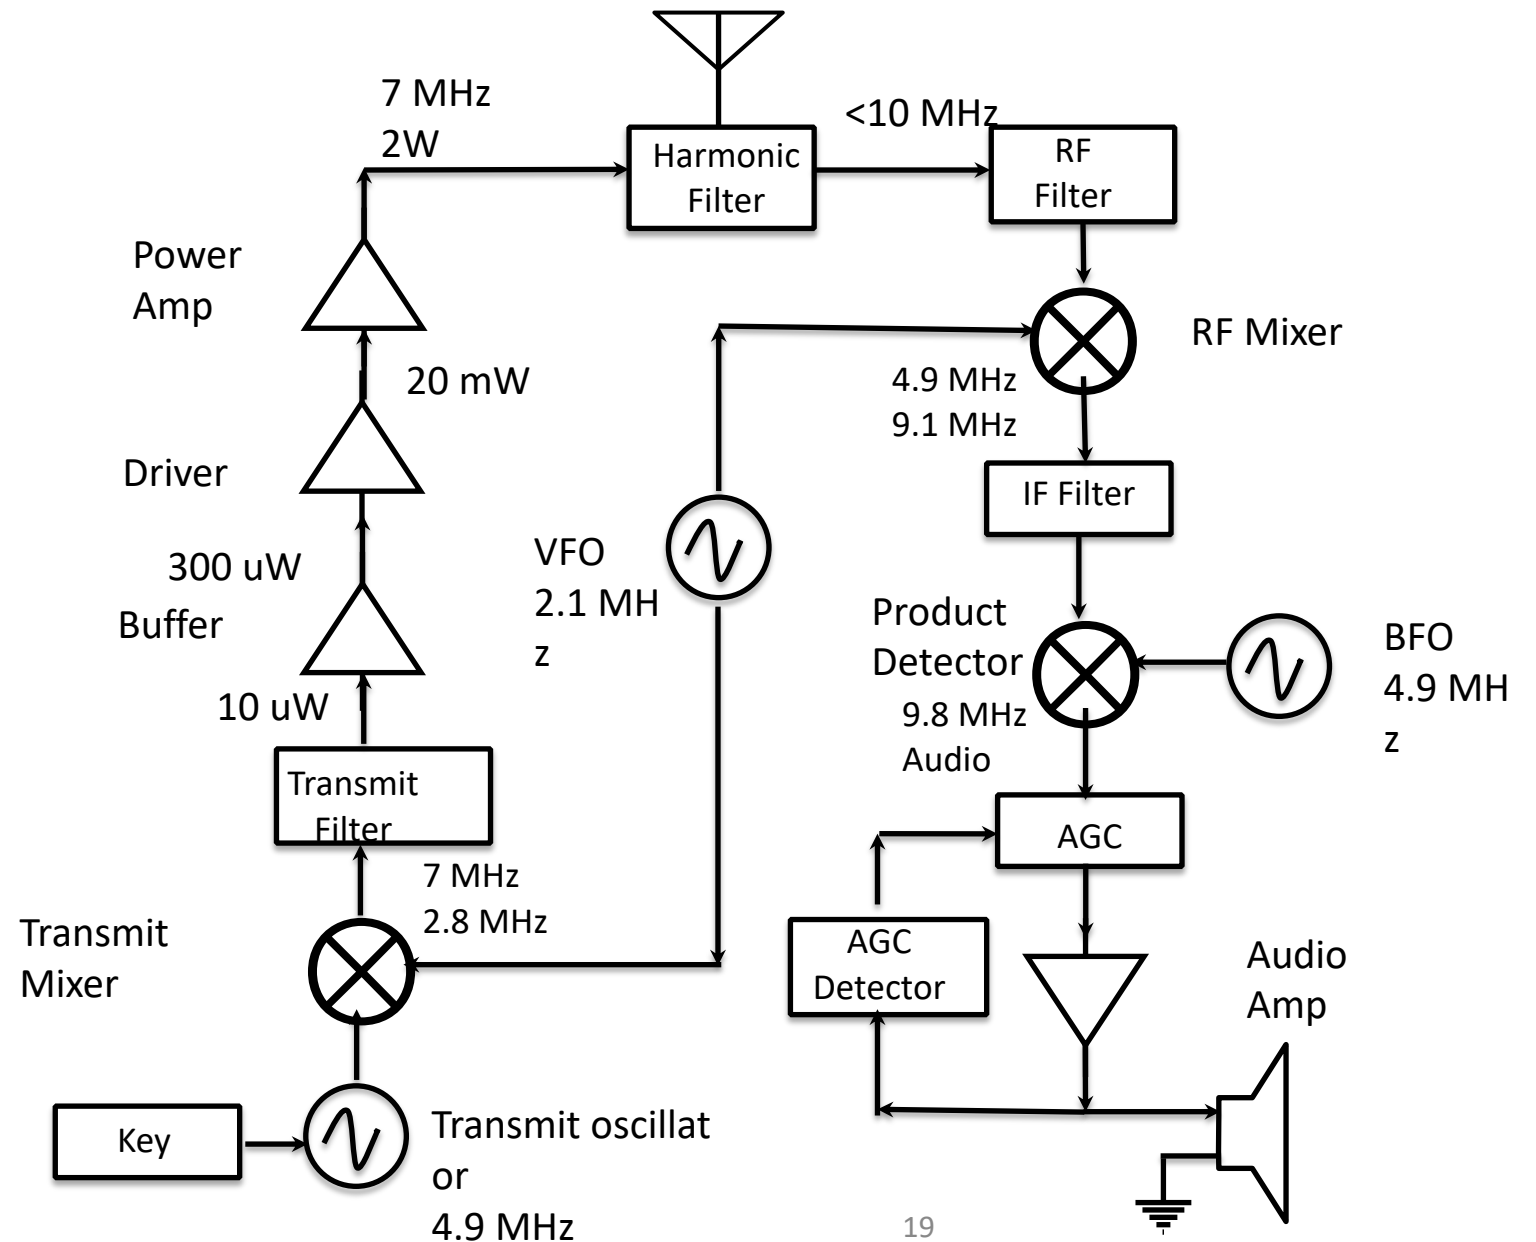 7 MHz
2W
<10 MHz
Harmonic
Filter
RF
Filter
Power
Amp
RF Mixer
20 mW
4.9 MHz
9.1 MHz
Driver
IF Filter
VFO
2.1 MH
z
300 uW
Buffer
Product
Detector
BFO
4.9 MH
z
10 uW
9.8 MHz
Audio
Transmit
Filter
AGC
7 MHz
2.8 MHz
Transmit
Mixer
AGC
Detector
Audio
Amp
Key
Transmit oscillat
or
4.9 MHz
19